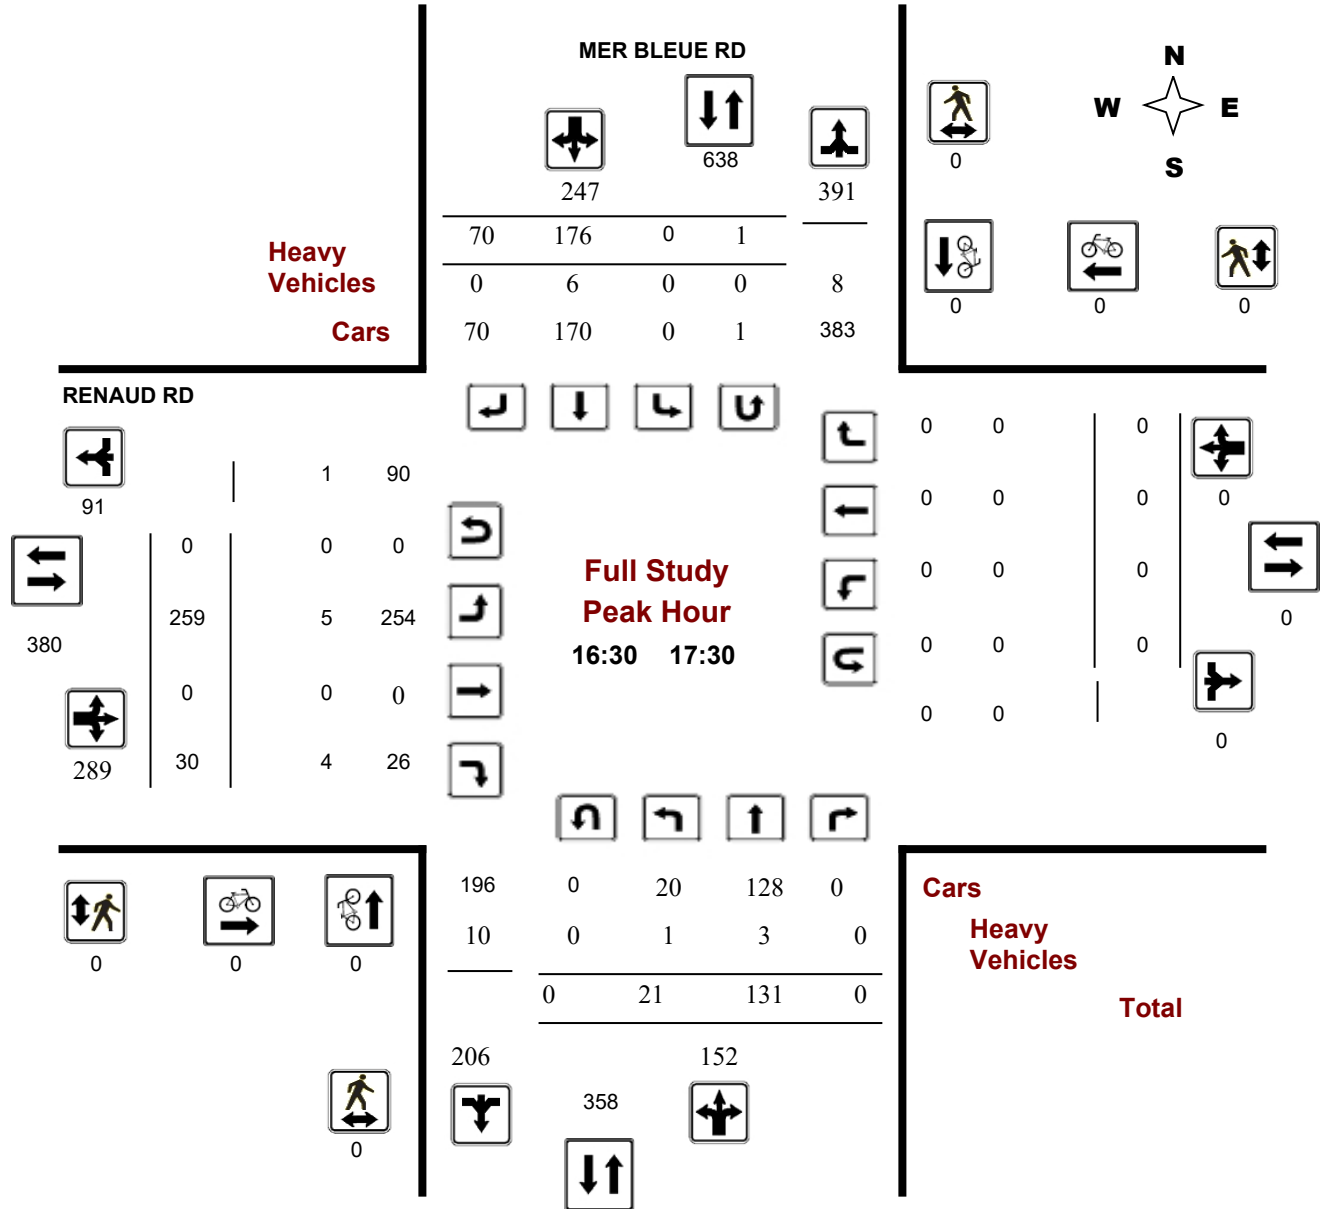 MER BLEUE RD
N
W E
S
638
0
247
391
70 176 0 1
Heavy
Vehicles
0 6 0 0 8
0 0 0
Cars
70 170 0 1 383
RENAUD RD
0 0 0
1 90
91
0 0 0 0
0 0 0
Full Study
Peak Hour
0 0 0
259 5 254
0
380
16:30 17:30
0 0 0
0 0 0
0 0
0
289
30 4 26
196 0 20 128 0
Cars
10 0 1 3 0
Heavy
Vehicles
0 0 0
0 21 131 0
Total
206 152
358
0